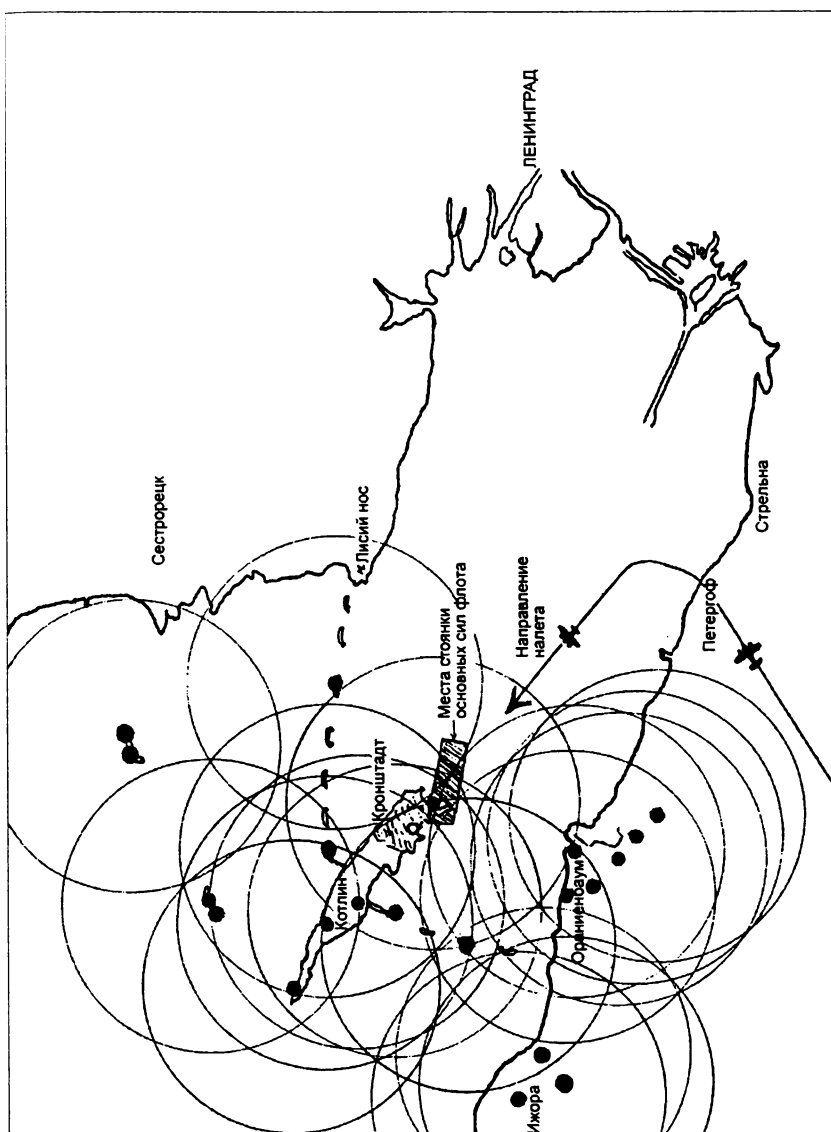 ЛЕНИНГРАД
Сестрорецк
Лисий нос
Стрельна
Петергоф
Направление
налета
Места стоянки
основных сил флота
Кронштадт
Котлин
Ораниенбаум
Ижора